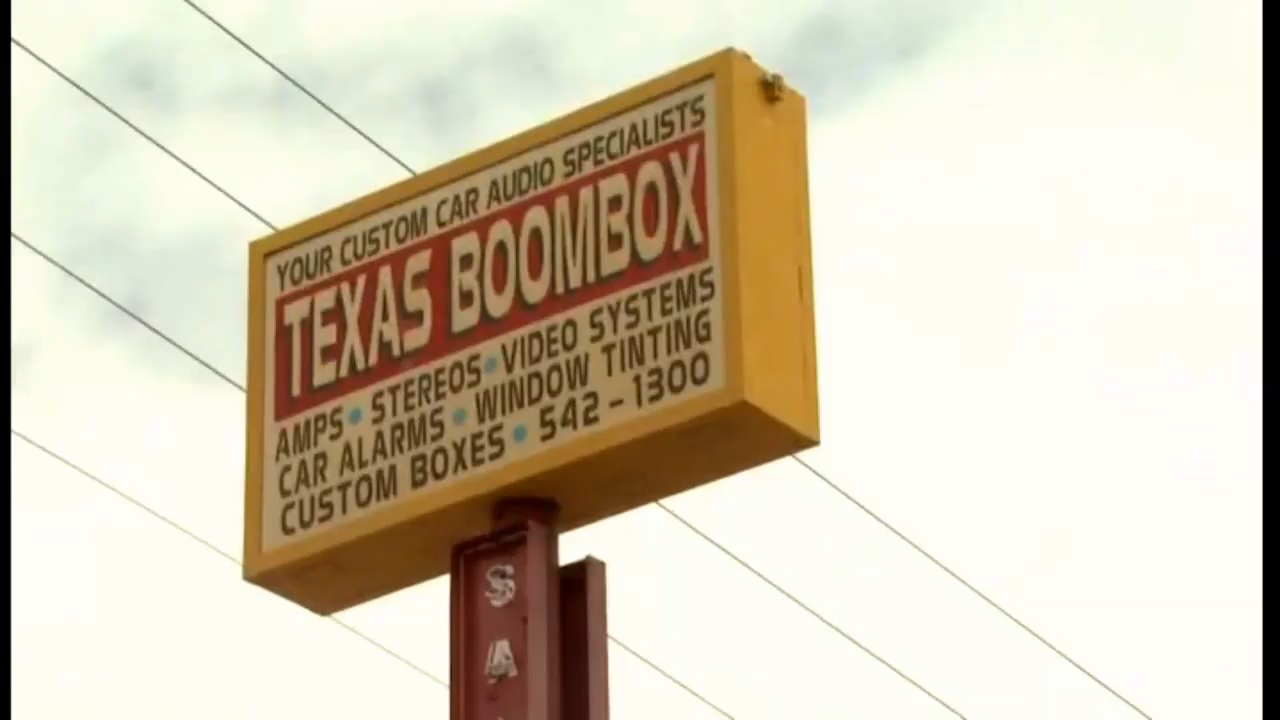 YOUR CUSTOM CAR AUDIO SPECIALISTS
TEXAS BOOMBOX
AMPS • STEREOS • VIDEO SYSTEMS
CAR ALARMS • WINDOW TINTING
CUSTOM BOXES • 542-1300
S
A